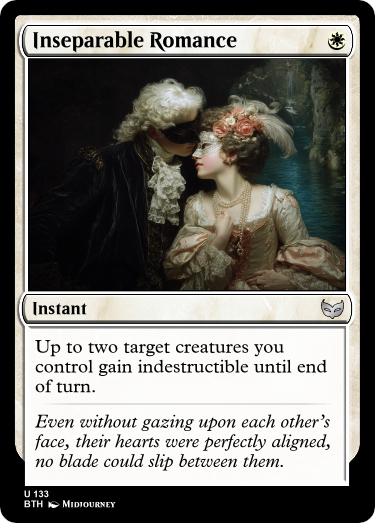 Inseparable Romance
Instant
Up to two target creatures you
control gain indestructible until end
of turn.
Even without gazing upon each other's
face, their hearts were perfectly aligned,
no blade could slip between them.
U 133
BTH Midjourney